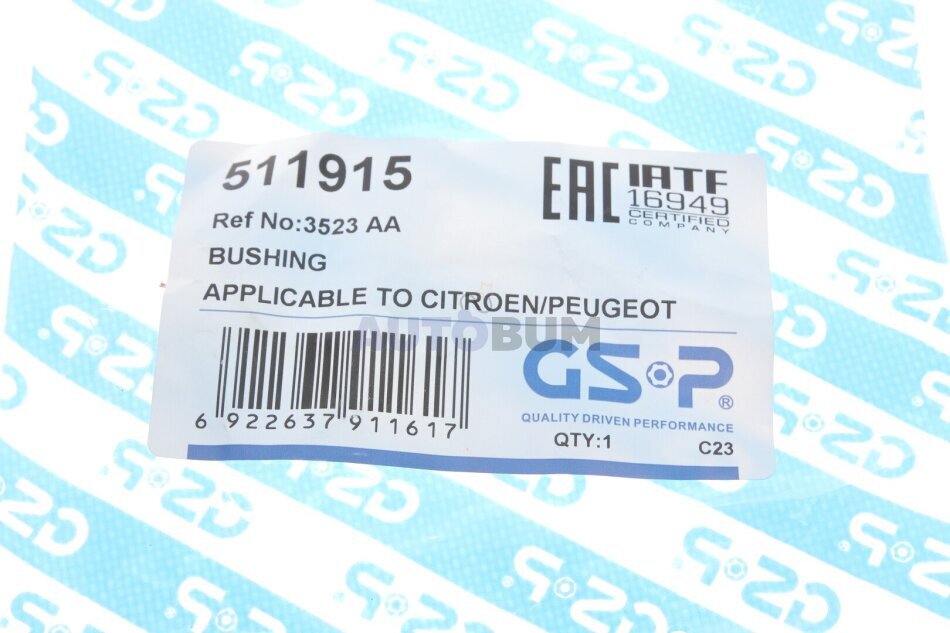 511915
EAC
IATF
16949
CERTIFIED
COMPANY
Ref No:3523 AA
BUSHING
APPLICABLE TO CITROEN/PEUGEOT
AUTOBUM
6 922637 911617
GSP®
QUALITY DRIVEN PERFORMANCE
QTY:1
C23